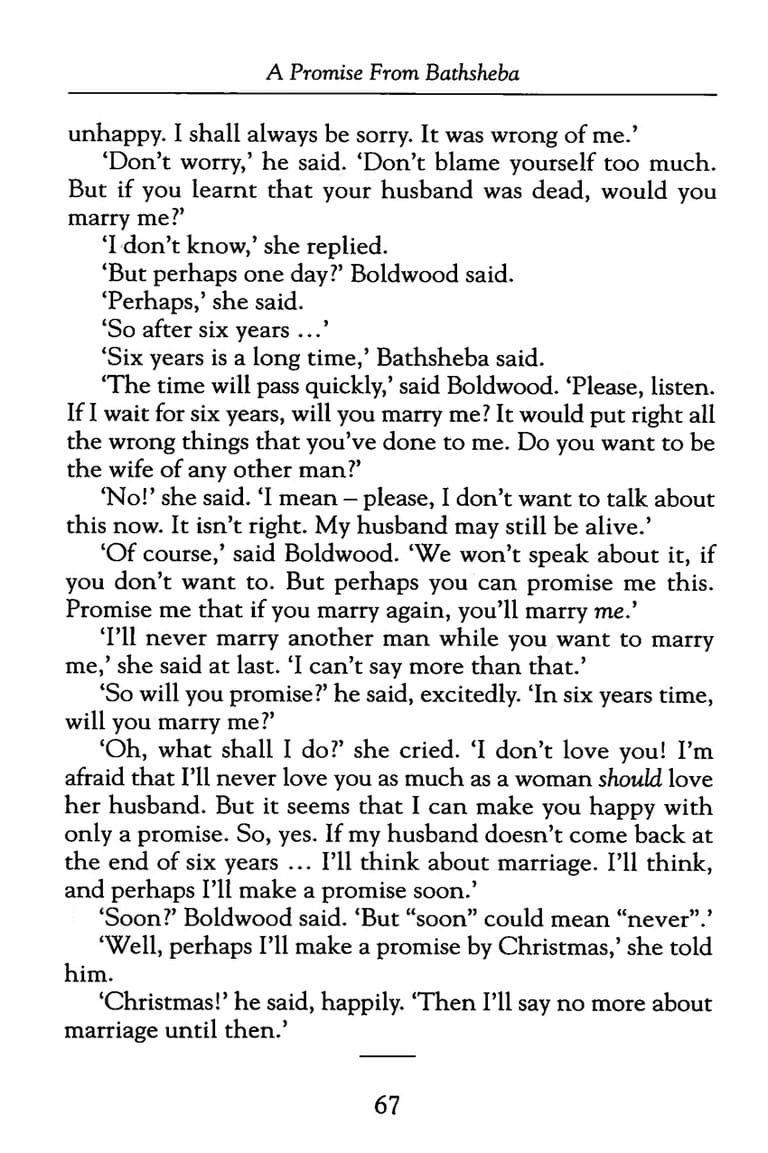 A Promise From Bathsheba
unhappy. I shall always be sorry. It was wrong of me.’
‘Don’t worry,’ he said. ‘Don’t blame yourself too much.
But if you learnt that your husband was dead, would you
marry me?’
‘I don’t know,’ she replied.
‘But perhaps one day?’ Boldwood said.
‘Perhaps,’ she said.
‘So after six years …’
‘Six years is a long time,’ Bathsheba said.
‘The time will pass quickly,’ said Boldwood. ‘Please, listen.
If I wait for six years, will you marry me? It would put right all
the wrong things that you’ve done to me. Do you want to be
the wife of any other man?’
‘No!’ she said. ‘I mean – please, I don’t want to talk about
this now. It isn’t right. My husband may still be alive.’
‘Of course,’ said Boldwood. ‘We won’t speak about it, if
you don’t want to. But perhaps you can promise me this.
Promise me that if you marry again, you’ll marry me.’
‘I’ll never marry another man while you want to marry
me,’ she said at last. ‘I can’t say more than that.’
‘So will you promise?’ he said, excitedly. ‘In six years time,
will you marry me?’
‘Oh, what shall I do?’ she cried. ‘I don’t love you! I’m
afraid that I’ll never love you as much as a woman should love
her husband. But it seems that I can make you happy with
only a promise. So, yes. If my husband doesn’t come back at
the end of six years … I’ll think about marriage. I’ll think,
and perhaps I’ll make a promise soon.’
‘Soon?’ Boldwood said. ‘But “soon” could mean “never”.’
‘Well, perhaps I’ll make a promise by Christmas,’ she told
him.
‘Christmas!’ he said, happily. ‘Then I’ll say no more about
marriage until then.’
67